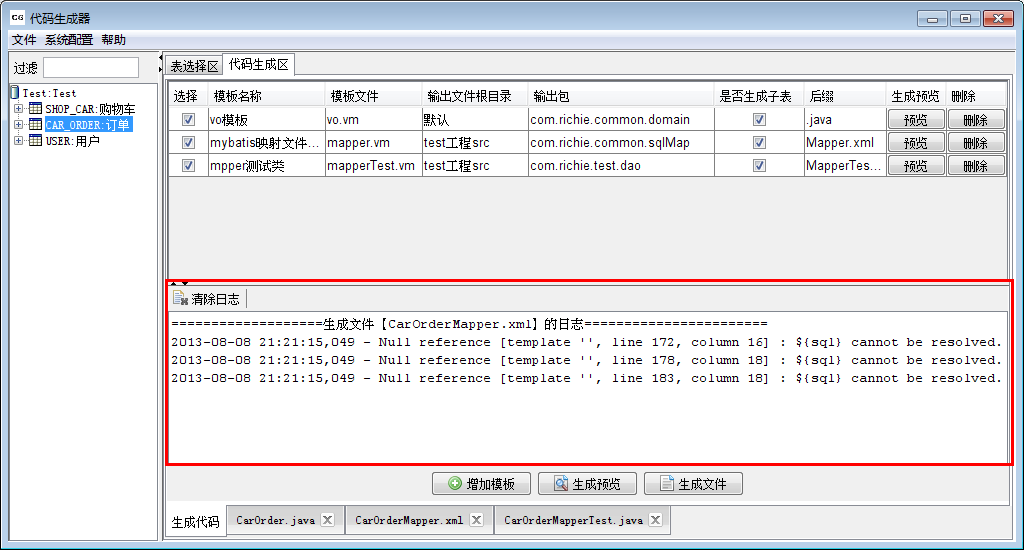 CG 代码生成器
文件 系统配置 帮助
过滤
表选择区 代码生成区
Test:Test
SHOP_CAR:购物车
CAR_ORDER:订单
USER:用户
选择 模板名称 模板文件 输出文件根目录 输出包 是否生成子表 后缀 生成预览 删除
vo模板 vo.vm 默认 com.richie.common.domain .java 预览 删除
mybatis映射文件... mapper.vm test工程src com.richie.common.sqlMap Mapper.xml 预览 删除
mpper测试类 mapperTest.vm test工程src com.richie.test.dao MapperTes... 预览 删除
清除日志
===================生成文件【CarOrderMapper.xml】的日志=======================
2013-08-08 21:21:15,049 - Null reference [template '', line 172, column 16] : ${sql} cannot be resolved.
2013-08-08 21:21:15,049 - Null reference [template '', line 178, column 18] : ${sql} cannot be resolved.
2013-08-08 21:21:15,049 - Null reference [template '', line 183, column 18] : ${sql} cannot be resolved.
增加模板 生成预览 生成文件
生成代码 CarOrder.java CarOrderMapper.xml CarOrderMapperTest.java